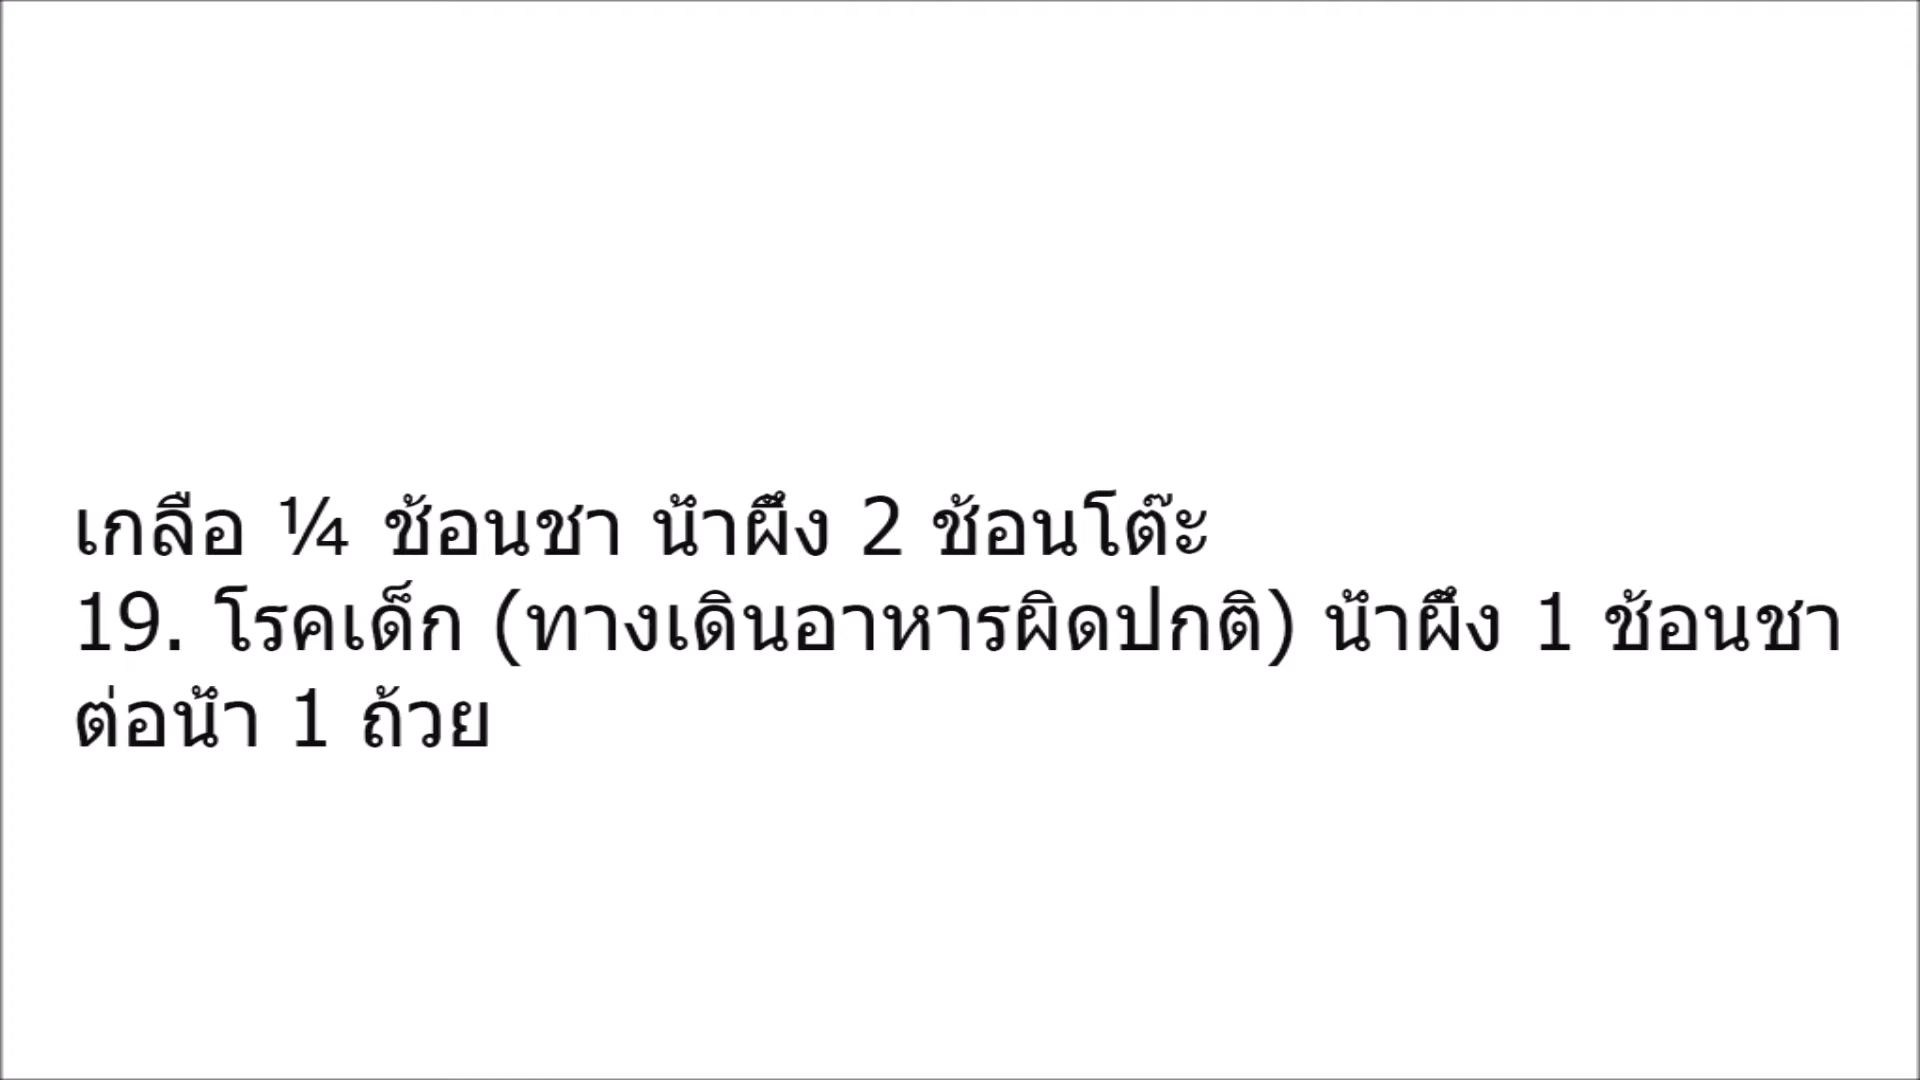 เกลือ ¼ ช้อนชา น้ำผึ้ง 2 ช้อนโต๊ะ
19. โรคเด็ก (ทางเดินอาหารผิดปกติ) น้ำผึ้ง 1 ช้อนชา
ต่อน้ำ 1 ถ้วย